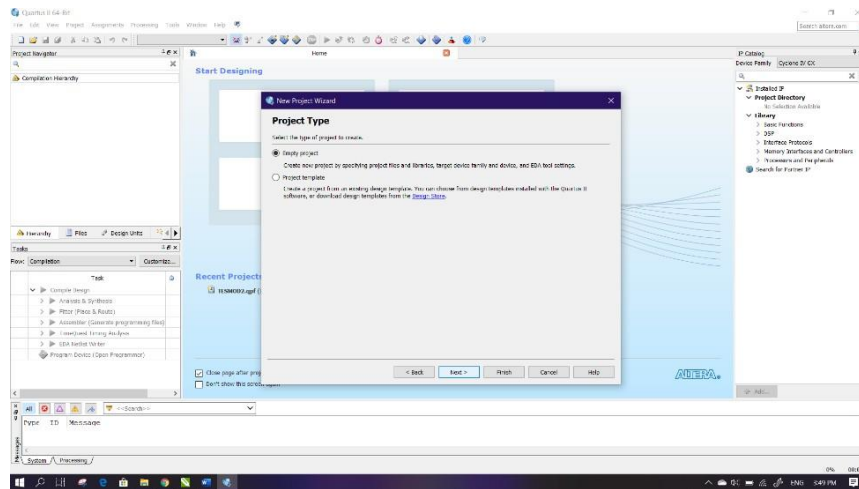 Quartus II 64-Bit
File Edit View Project Assignments Processing Tools Window Help
Search altera.com
Project Navigator
Compilation Hierarchy
Hierarchy Files Design Units
Tasks
Flow: Compilation Customize...
Task
Compile Design
Analysis & Synthesis
Fitter (Place & Route)
Assembler (Generate programming files)
TimeQuest Timing Analysis
EDA Netlist Writer
Program Device (Open Programmer)
Home
Start Designing
Recent Projects
Close page after
Don't show this screen again
ALTERA
New Project Wizard
Project Type
Select the type of project to create.
Empty project
Create new project by specifying project files and libraries, target device family and device, and EDA tool settings.
Project template
Create a project from an existing design template. You can choose from design templates installed with the Quartus II
software, or download design templates from the Design Store.
< Back Next > Finish Cancel Help
IP Catalog
Device Family Cyclone IV GX
Installed IP
Project Directory
No Selection Available
Library
Basic Functions
DSP
Interface Protocols
Memory Interfaces and Controllers
Processors and Peripherals
Search for Partner IP
Add...
All <<Search>>
Type ID Message
Messages
System Processing
0%
ENG 3:49 PM